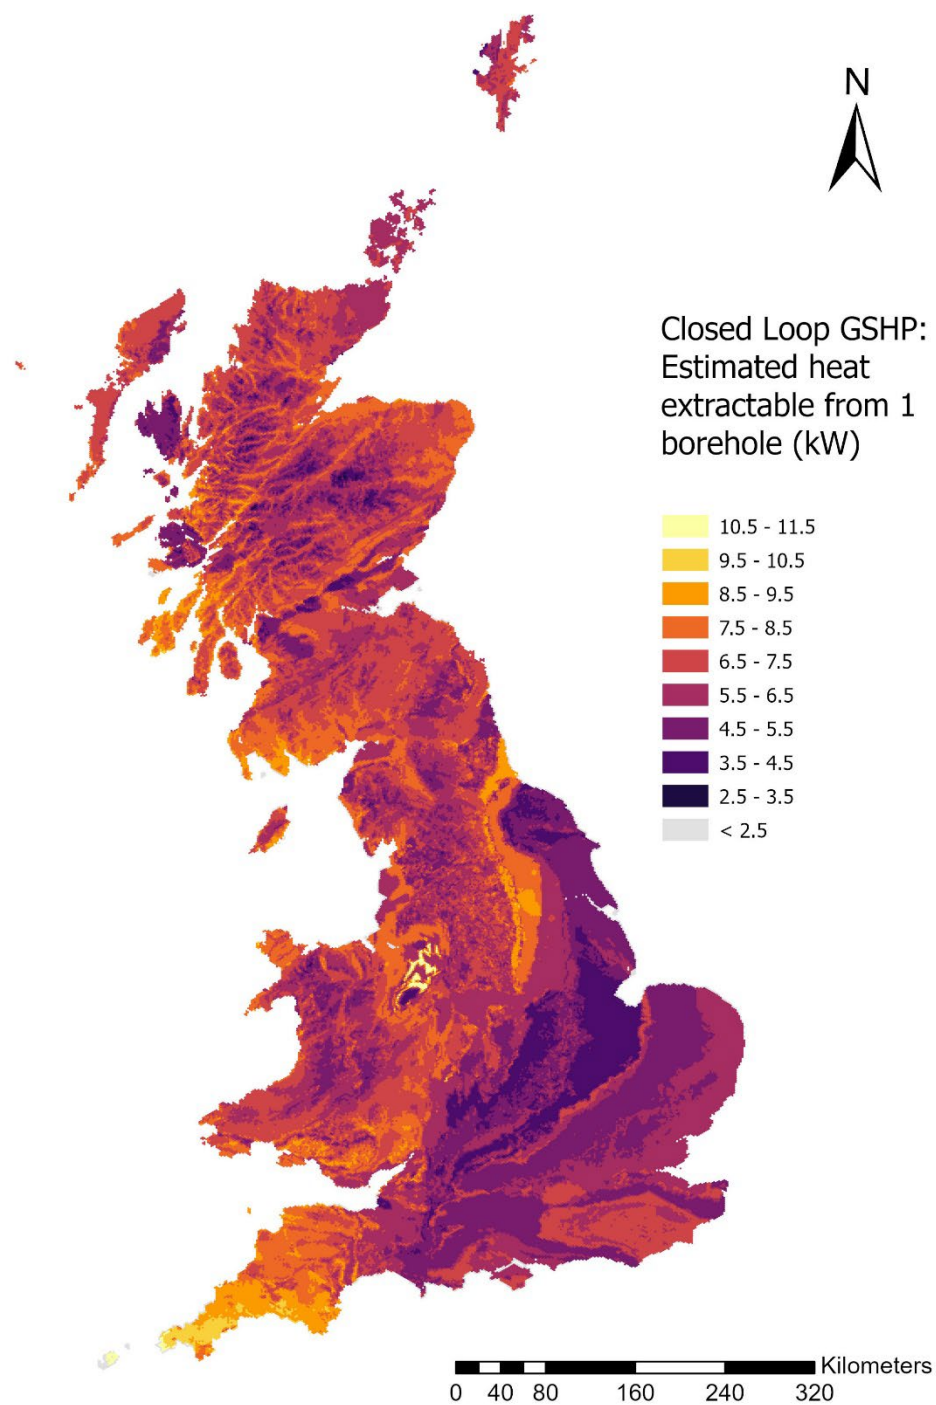 N
Closed Loop GSHP:
Estimated heat
extractable from 1
borehole (kW)
10.5 - 11.5
9.5 - 10.5
8.5 - 9.5
7.5 - 8.5
6.5 - 7.5
5.5 - 6.5
4.5 - 5.5
3.5 - 4.5
2.5 - 3.5
< 2.5
Kilometers
0 40 80 160 240 320